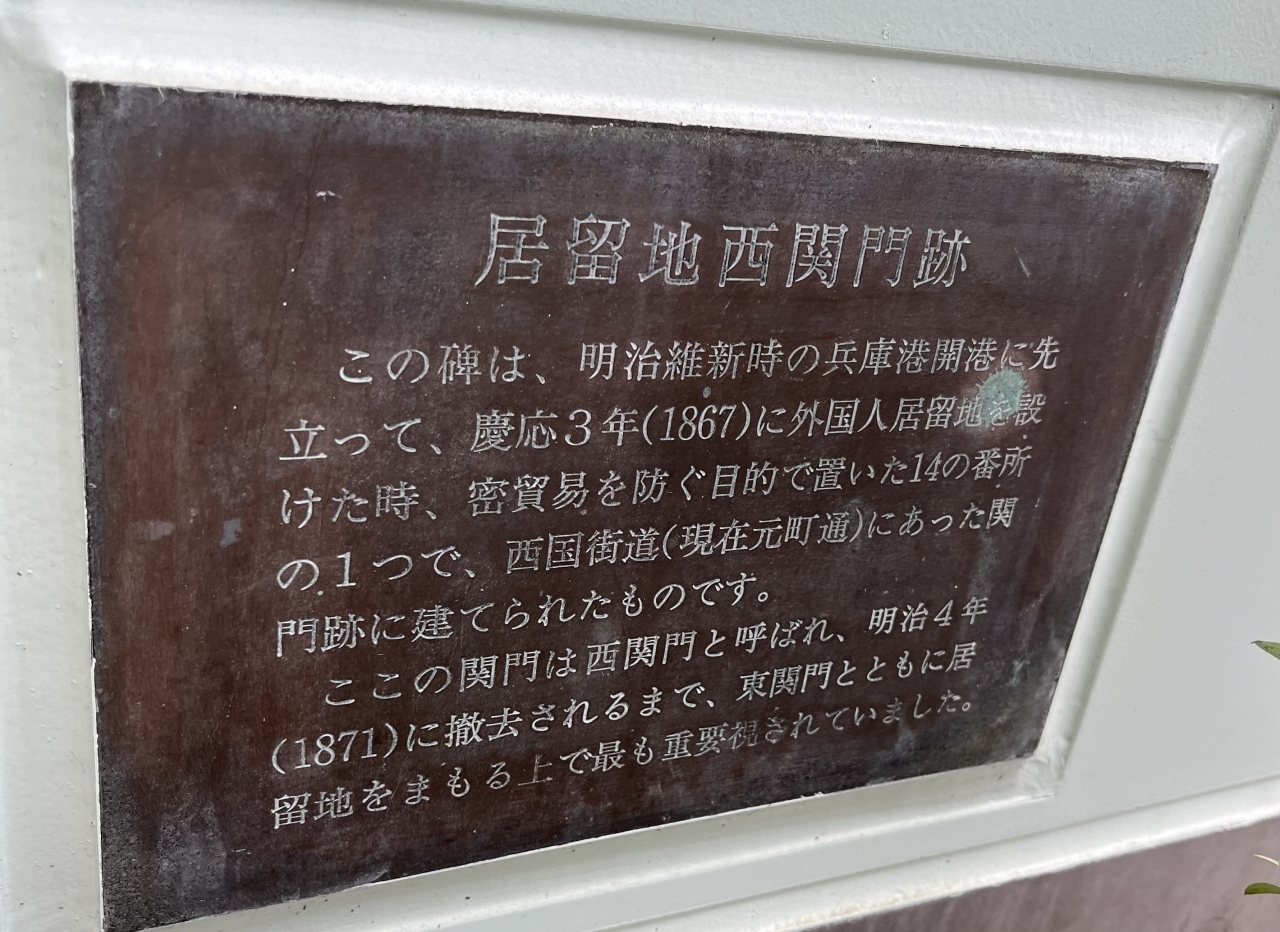 居留地西関門跡
この碑は、明治維新時の兵庫港開港に先
立って、慶応3年(1867)に外国人居留地を設
けた時、密貿易を防ぐ目的で置いた14の番所
の1つで、西国街道(現在元町通)にあった関
門跡に建てられたものです。
ここの関門は西関門と呼ばれ、明治4年
(1871)に撤去されるまで、東関門とともに居
留地をまもる上で最も重要視されていました。